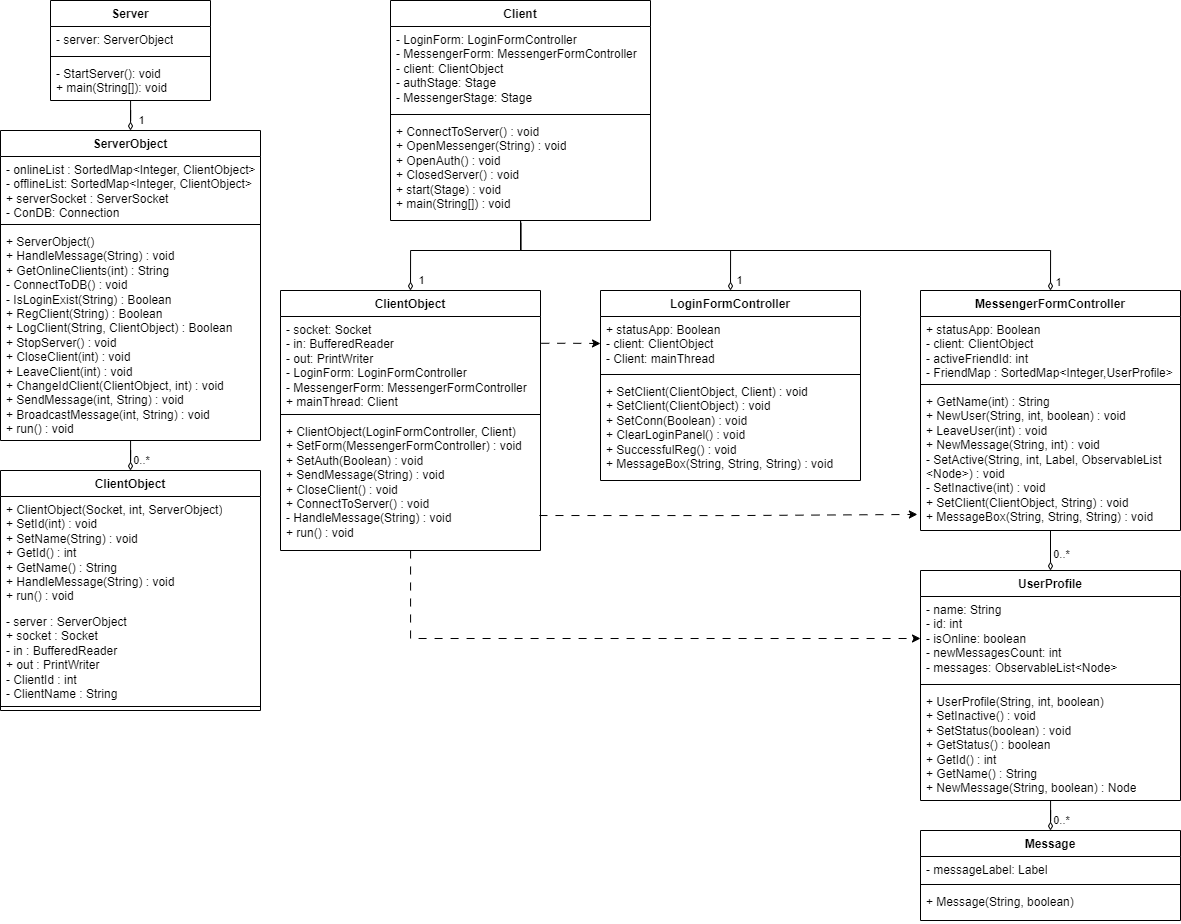 Server
- server: ServerObject
- StartServer(): void
+ main(String[]): void
1
ServerObject
- onlineList : SortedMap<Integer, ClientObject>
- offlineList: SortedMap<Integer, ClientObject>
+ serverSocket : ServerSocket
- ConDB: Connection
+ ServerObject()
+ HandleMessage(String) : void
+ GetOnlineClients(int) : String
- ConnectToDB() : void
- IsLoginExist(String) : Boolean
+ RegClient(String) : Boolean
+ LogClient(String, ClientObject) : Boolean
+ StopServer() : void
+ CloseClient(int) : void
+ LeaveClient(int) : void
+ ChangeIdClient(ClientObject, int) : void
+ SendMessage(int, String) : void
+ BroadcastMessage(int, String) : void
+ run() : void
0..*
ClientObject
+ ClientObject(Socket, int, ServerObject)
+ SetId(int) : void
+ SetName(String) : void
+ GetId() : int
+ GetName() : String
+ HandleMessage(String) : void
+ run() : void
- server : ServerObject
+ socket : Socket
- in : BufferedReader
+ out : PrintWriter
- ClientId : int
- ClientName : String
Client
- LoginForm: LoginFormController
- MessengerForm: MessengerFormController
- client: ClientObject
- authStage: Stage
- MessengerStage: Stage
+ ConnectToServer() : void
+ OpenMessenger(String) : void
+ OpenAuth() : void
+ ClosedServer() : void
+ start(Stage) : void
+ main(String[]) : void
1
ClientObject
- socket: Socket
- in: BufferedReader
- out: PrintWriter
- LoginForm: LoginFormController
- MessengerForm: MessengerFormController
+ mainThread: Client
+ ClientObject(LoginFormController, Client)
+ SetForm(MessengerFormController) : void
+ SetAuth(Boolean) : void
+ SendMessage(String) : void
+ CloseClient() : void
+ ConnectToServer() : void
- HandleMessage(String) : void
+ run() : void
1
LoginFormController
+ statusApp: Boolean
- client: ClientObject
- Client: mainThread
+ SetClient(ClientObject, Client) : void
+ SetClient(ClientObject) : void
+ SetConn(Boolean) : void
+ ClearLoginPanel() : void
+ SuccessfulReg() : void
+ MessageBox(String, String, String) : void
1
MessengerFormController
+ statusApp: Boolean
- client: ClientObject
- activeFriendId: int
- FriendMap : SortedMap<Integer,UserProfile>
+ GetName(int) : String
+ NewUser(String, int, boolean) : void
+ LeaveUser(int) : void
+ NewMessage(String, int) : void
- SetActive(String, int, Label, ObservableList
<Node>) : void
- SetInactive(int) : void
+ SetClient(ClientObject, String) : void
+ MessageBox(String, String, String) : void
0..*
UserProfile
- name: String
- id: int
- isOnline: boolean
- newMessagesCount: int
- messages: ObservableList<Node>
+ UserProfile(String, int, boolean)
+ SetInactive() : void
+ SetStatus(boolean) : void
+ GetStatus() : boolean
+ GetId() : int
+ GetName() : String
+ NewMessage(String, boolean) : Node
0..*
Message
- messageLabel: Label
+ Message(String, boolean)